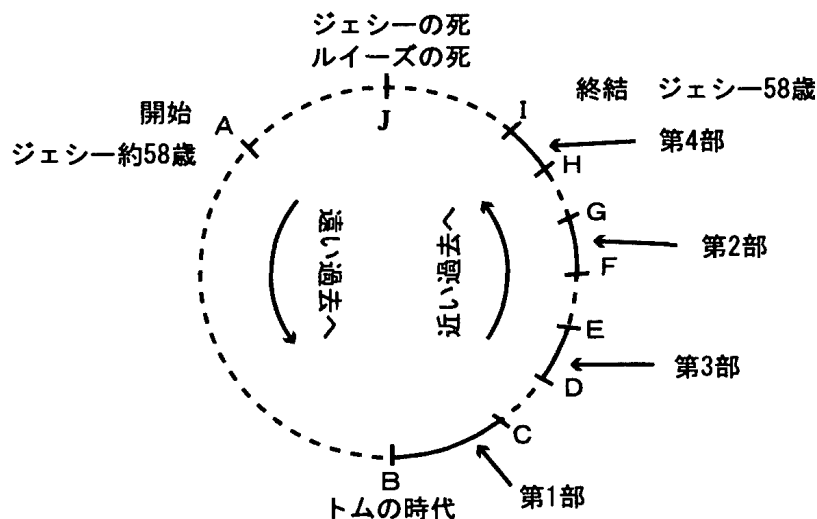 ジェシーの死
ルイーズの死
J
開始
A
ジェシー約58歳
終結 ジェシー58歳
I
第4部
H
G
第2部
F
遠い過去へ
近い過去へ
E
第3部
D
C
B
第1部
トムの時代